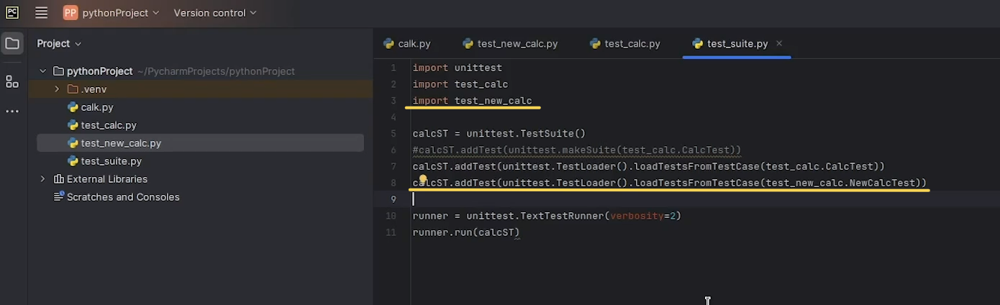 PC PP pythonProject Version control
Project
pythonProject ~/PycharmProjects/pythonProject
.venv
calk.py
test_calc.py
test_new_calc.py
test_suite.py
External Libraries
Scratches and Consoles
calk.py test_new_calc.py test_calc.py test_suite.py
1 import unittest
2 import test_calc
3 import test_new_calc
4
5 calcST = unittest.TestSuite()
6 #calcST.addTest(unittest.makeSuite(test_calc.CalcTest))
7 calcST.addTest(unittest.TestLoader().loadTestsFromTestCase(test_calc.CalcTest))
8 calcST.addTest(unittest.TestLoader().loadTestsFromTestCase(test_new_calc.NewCalcTest))
9
10 runner = unittest.TextTestRunner(verbosity=2)
11 runner.run(calcST)